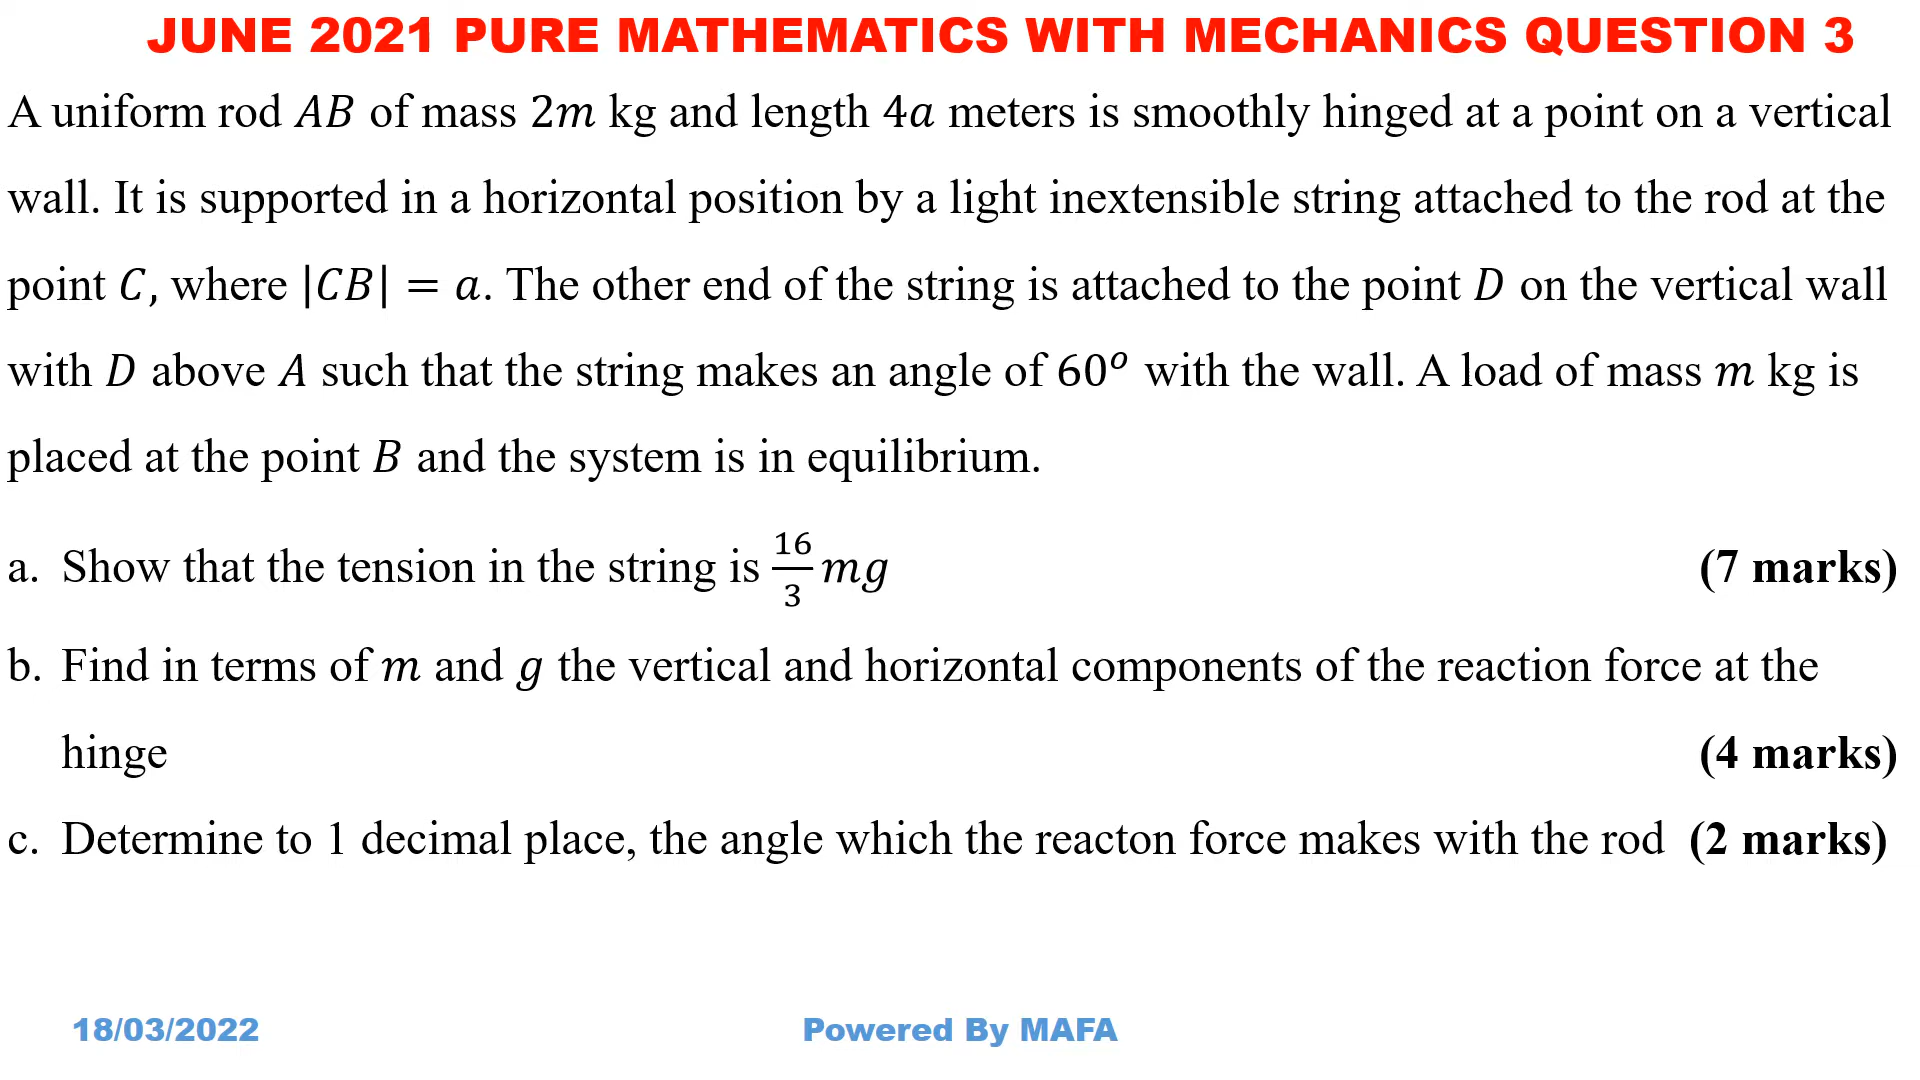 JUNE 2021 PURE MATHEMATICS WITH MECHANICS QUESTION 3
A uniform rod AB of mass 2m kg and length 4a meters is smoothly hinged at a point on a vertical
wall. It is supported in a horizontal position by a light inextensible string attached to the rod at the
point C, where |CB| = a. The other end of the string is attached to the point D on the vertical wall
with D above A such that the string makes an angle of 60° with the wall. A load of mass m kg is
placed at the point B and the system is in equilibrium.
a. Show that the tension in the string is 16/3 mg (7 marks)
b. Find in terms of m and g the vertical and horizontal components of the reaction force at the
hinge (4 marks)
c. Determine to 1 decimal place, the angle which the reacton force makes with the rod (2 marks)
18/03/2022 Powered By MAFA